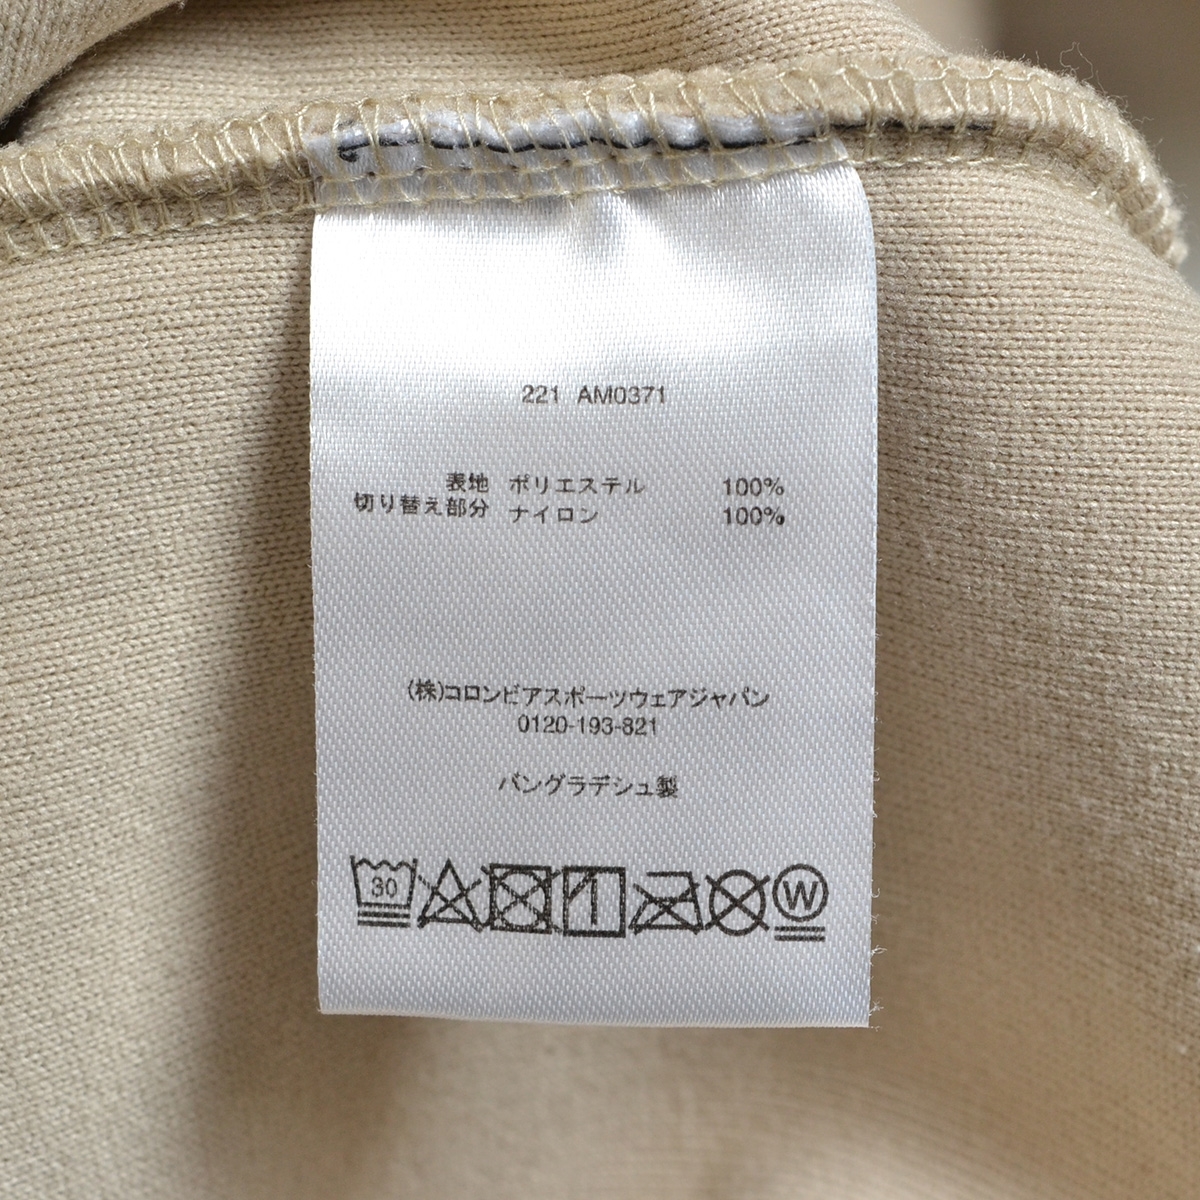 221 AM0371
表地 ポリエステル 100%
切り替え部分 ナイロン 100%
(株)コロンビアスポーツウェアジャパン
0120-193-821
バングラデシュ製
30 W